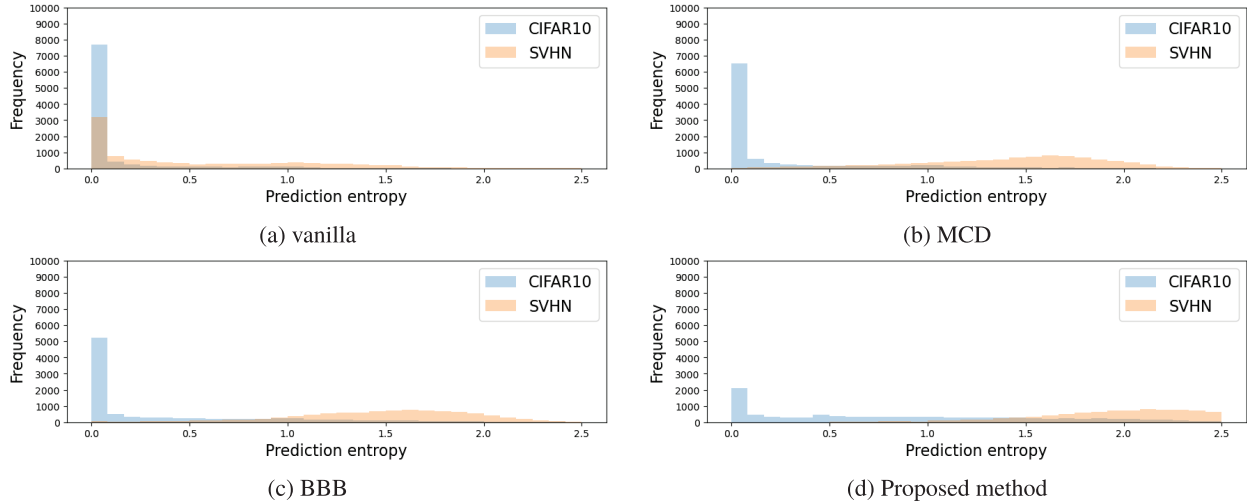 10000
9000
8000
7000
6000
5000
4000
3000
2000
1000
0
Frequency
CIFAR10
SVHN
0.0 0.5 1.0 1.5 2.0 2.5
Prediction entropy
(a) vanilla
10000
9000
8000
7000
6000
5000
4000
3000
2000
1000
0
Frequency
CIFAR10
SVHN
0.0 0.5 1.0 1.5 2.0 2.5
Prediction entropy
(b) MCD
10000
9000
8000
7000
6000
5000
4000
3000
2000
1000
0
Frequency
CIFAR10
SVHN
0.0 0.5 1.0 1.5 2.0 2.5
Prediction entropy
(c) BBB
10000
9000
8000
7000
6000
5000
4000
3000
2000
1000
0
Frequency
CIFAR10
SVHN
0.0 0.5 1.0 1.5 2.0 2.5
Prediction entropy
(d) Proposed method